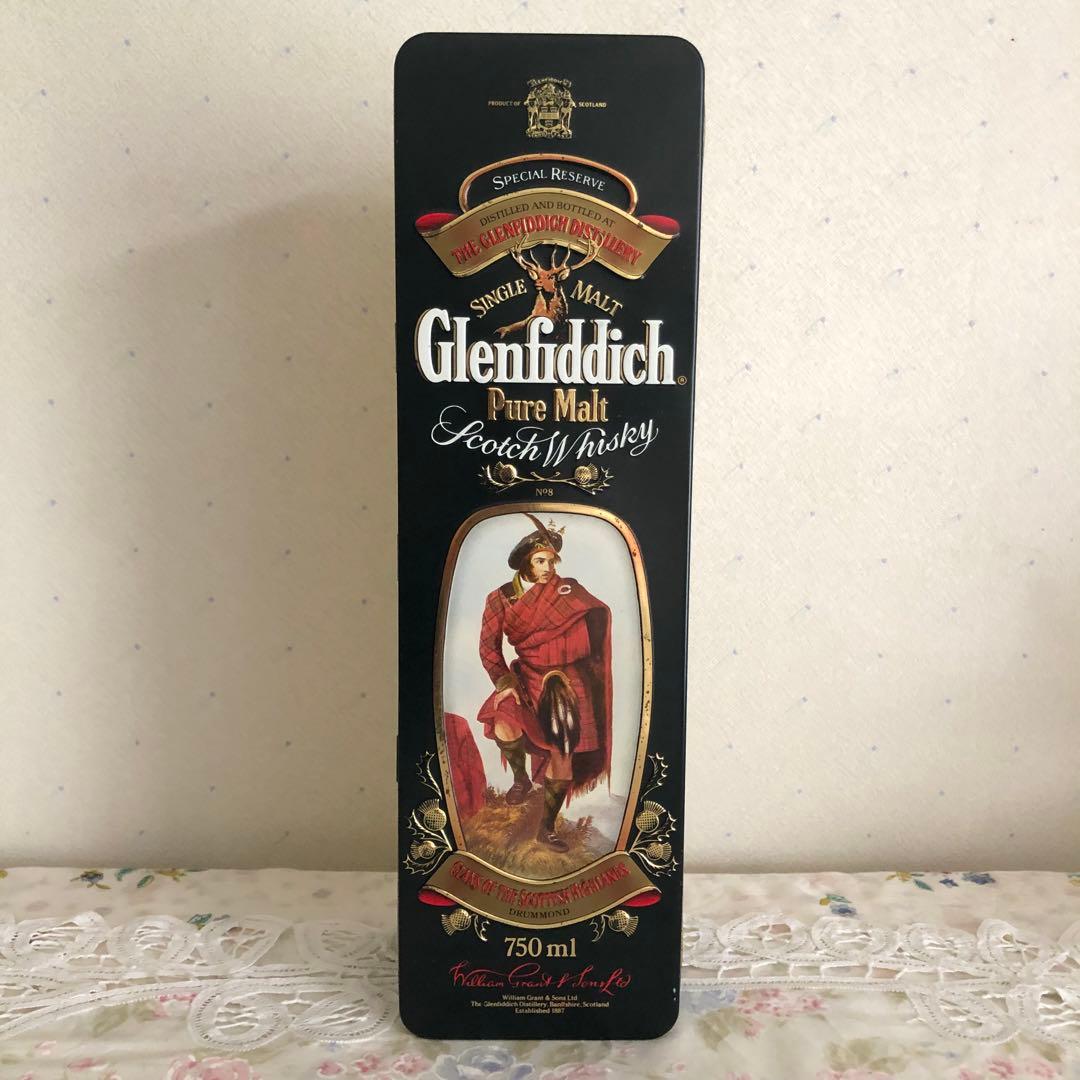 PRODUCT OF SCOTLAND
SPECIAL RESERVE
DISTILLED AND BOTTLED AT
THE GLENFIDDICH DISTILLERY
SINGLE MALT
Glenfiddich®
Pure Malt
Scotch Whisky
Nº8
CLANS OF THE SCOTTISH HIGHLANDS
DRUMMOND
750 ml
William Grant & Sons Ltd
William Grant & Sons Ltd
The Glenfiddich Distillery, Banffshire, Scotland
Established 1887